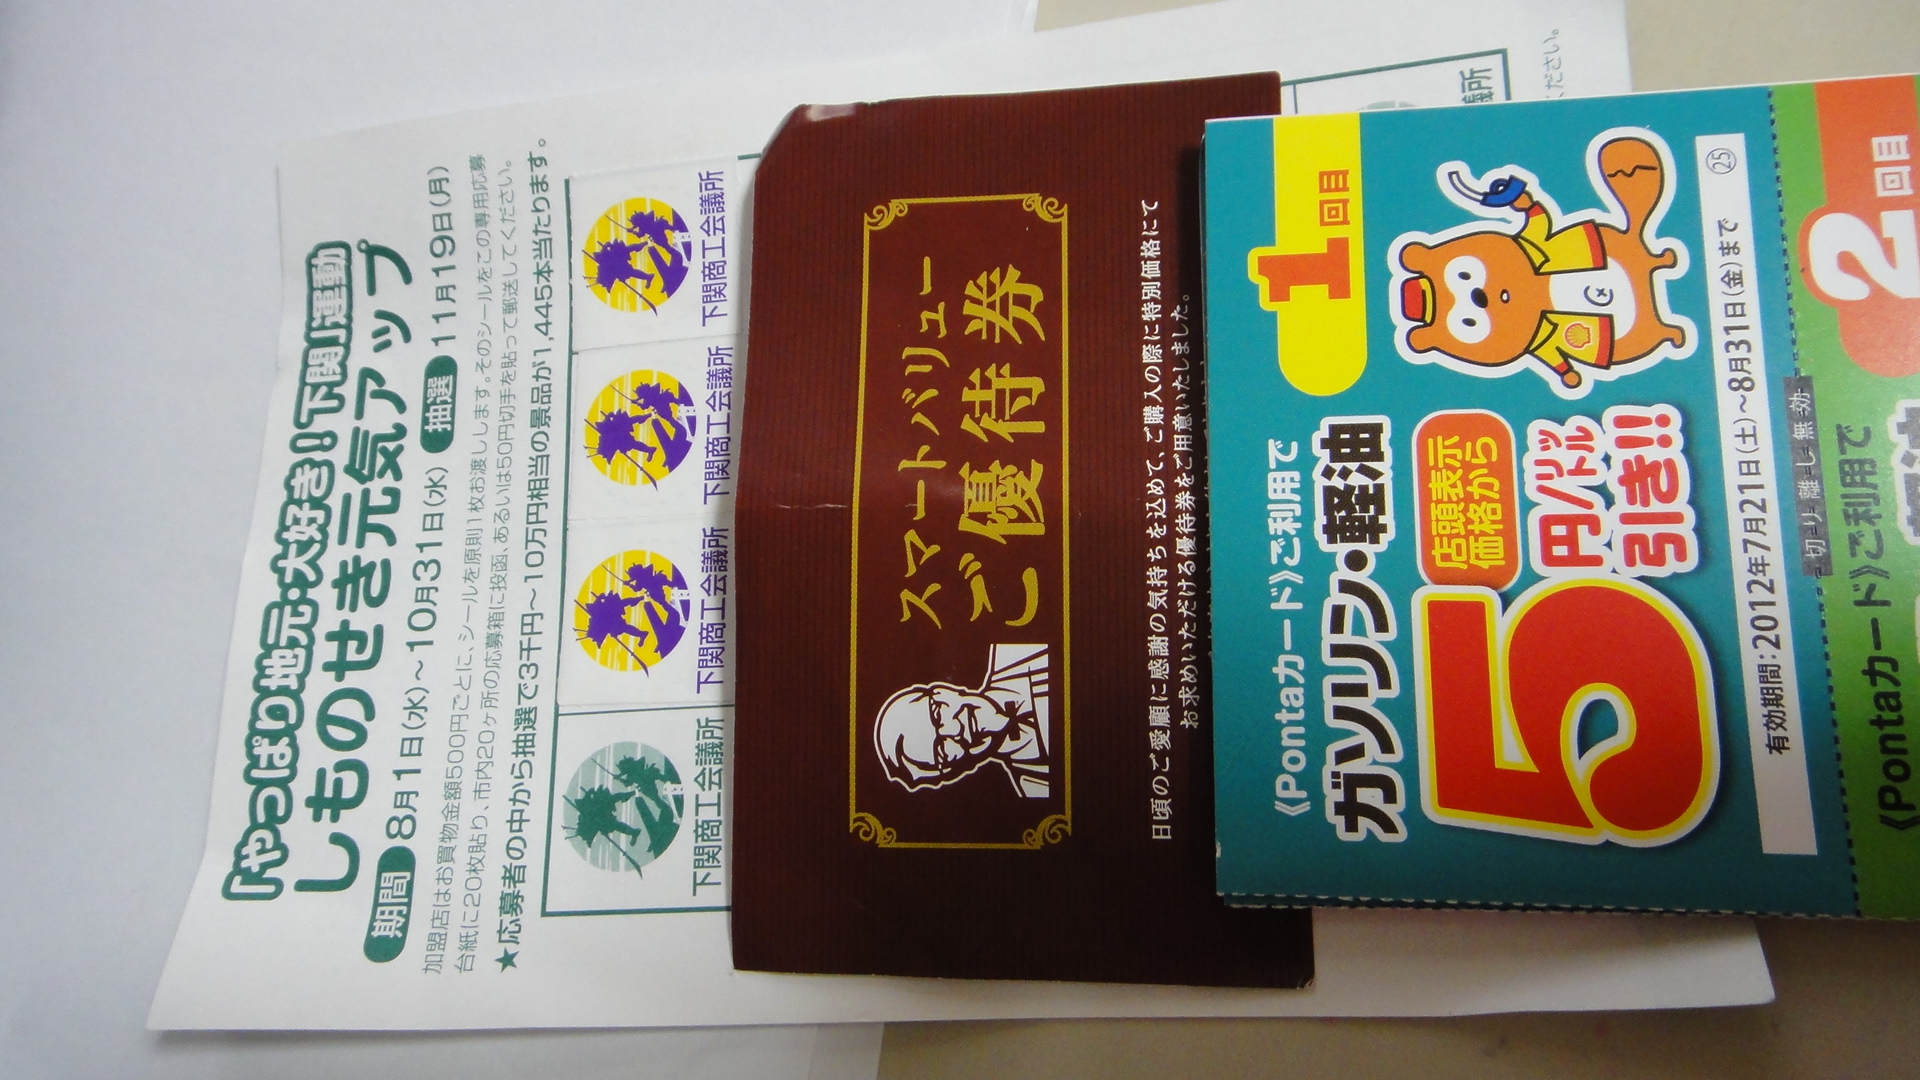 「やっぱり地元・大好き!下関」運動
しものせき元気アップ
期間 8月1日(水)〜10月31日(水) 抽選 11月19日(月)
加盟店はお買物金額500円ごとに、シールを原則1枚お渡しします。そのシールをこの専用応募
台紙に20枚貼り、市内20ヶ所の応募箱に投函、あるいは50円切手を貼って郵送してください。
★応募者の中から抽選で3千円〜10万円相当の景品が1,445本当たります。
下関商工会議所
下関商工会議所
下関商工会議所
下関商工会議所
議所
ください。
スマートバリュー
ご優待券
日頃のご愛顧に感謝の気持ちを込めて、ご購入の際に特別価格にて
お求めいただける優待券をご用意いたしました。
《Pontaカード》ご利用で
1回目
ガソリン・軽油
店頭表示
価格から
5円/リットル
引き!!
有効期間:2012年7月21日(土)〜8月31日(金)まで
㉕
切り離し無効
《Pontaカード》ご利用で
2回目